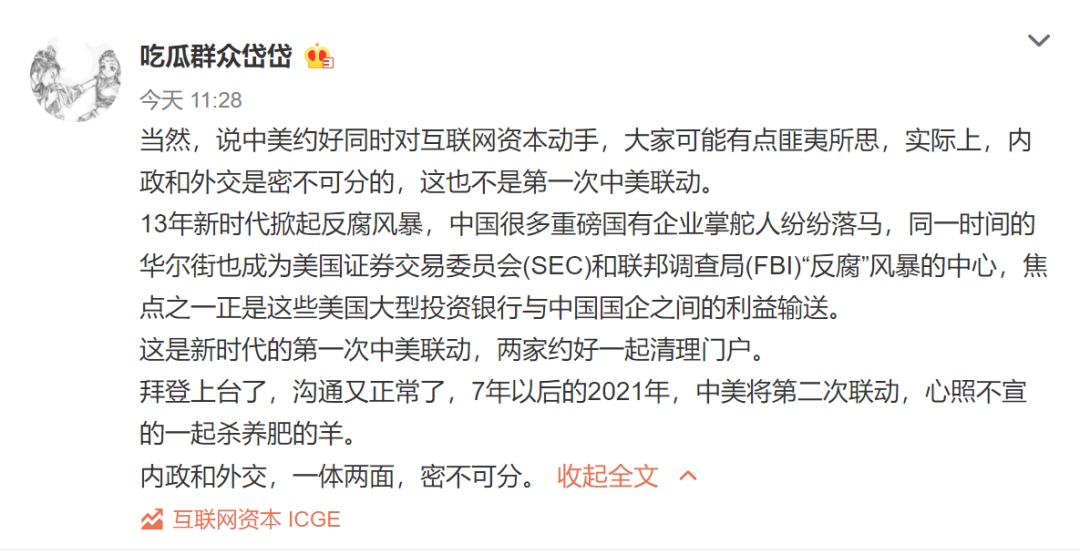 吃瓜群众岱岱
今天 11:28
当然，说中美约好同时对互联网资本动手，大家可能有点匪夷所思，实际上，内
政和外交是密不可分的，这也不是第一次中美联动。
13年新时代掀起反腐风暴，中国很多重磅国有企业掌舵人纷纷落马，同一时间的
华尔街也成为美国证券交易委员会(SEC)和联邦调查局(FBI)“反腐”风暴的中心，焦
点之一正是这些美国大型投资银行与中国国企之间的利益输送。
这是新时代的第一次中美联动，两家约好一起清理门户。
拜登上台了，沟通又正常了，7年以后的2021年，中美将第二次联动，心照不宣
的一起杀养肥的羊。
内政和外交，一体两面，密不可分。 收起全文
互联网资本 ICGE